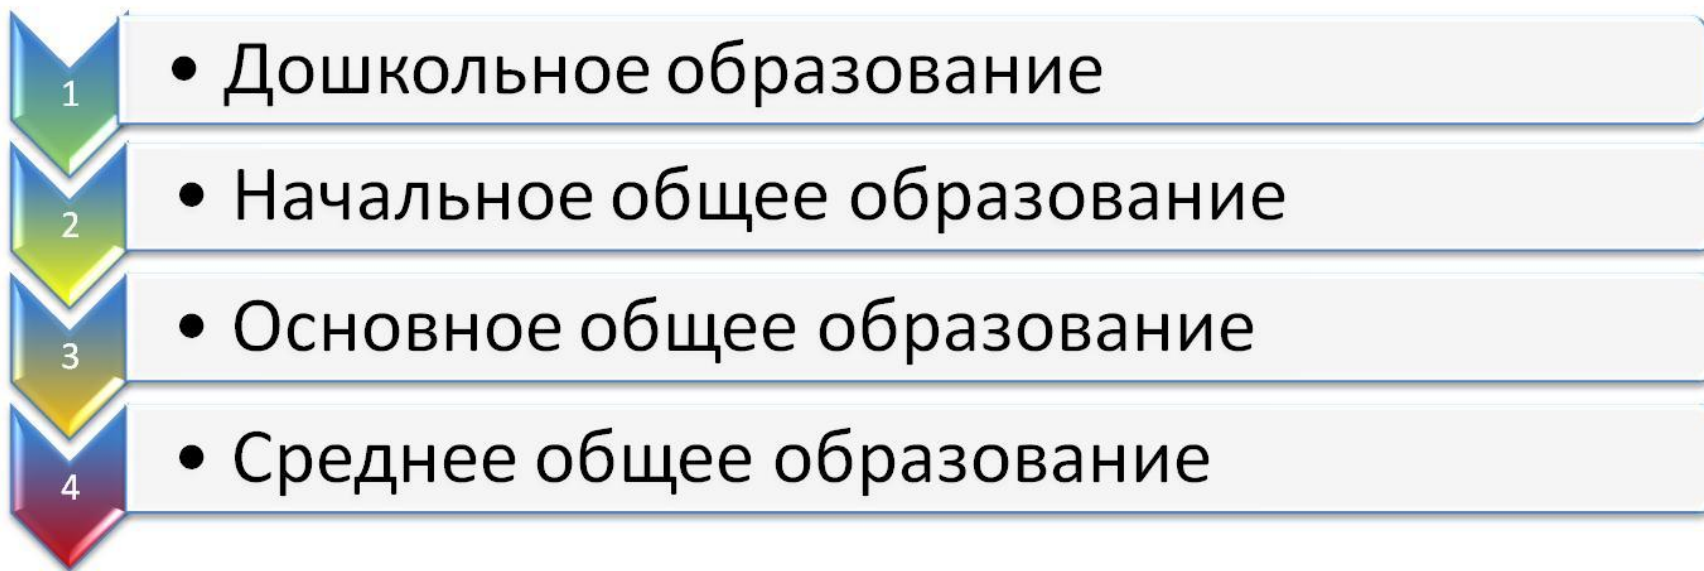 1 • Дошкольное образование
2 • Начальное общее образование
3 • Основное общее образование
4 • Среднее общее образование